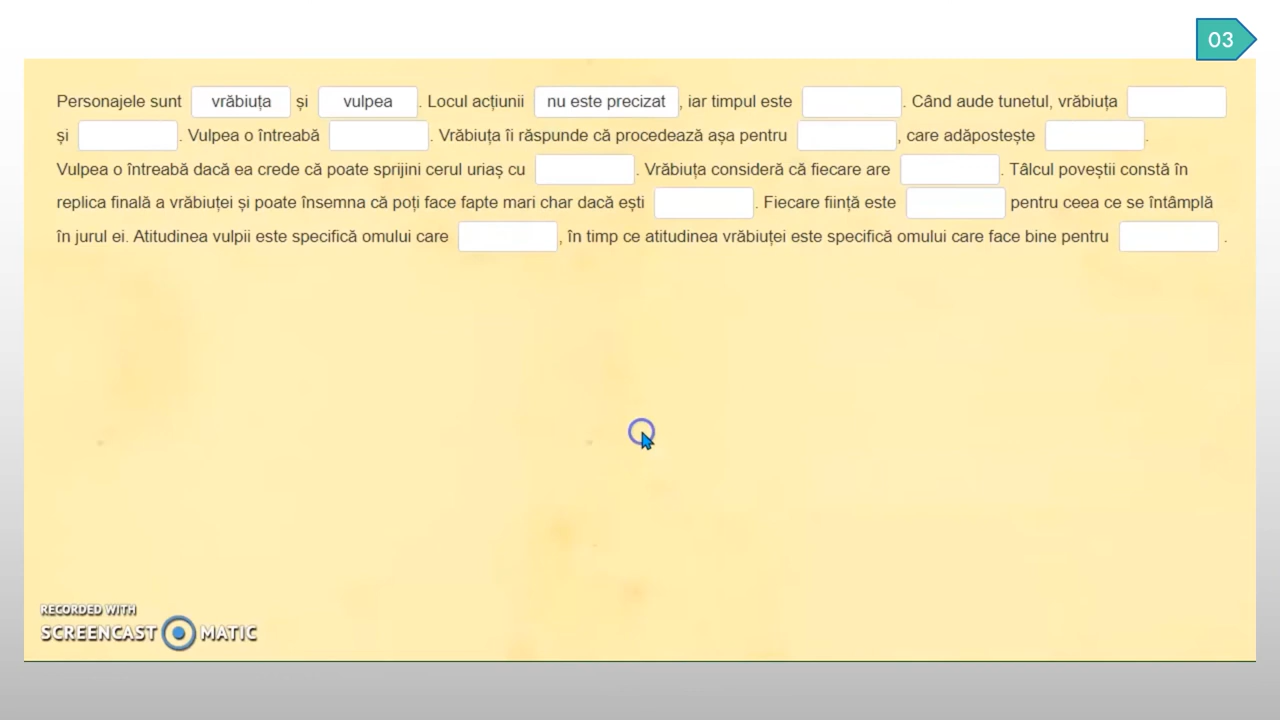 03
Personajele sunt vrăbiuța și vulpea . Locul acțiunii nu este precizat , iar timpul este . Când aude tunetul, vrăbiuța
și . Vulpea o întreabă . Vrăbiuța îi răspunde că procedează așa pentru , care adăpostește .
Vulpea o întreabă dacă ea crede că poate sprijini cerul uriaș cu . Vrăbiuța consideră că fiecare are . Tâlcul poveștii constă în
replica finală a vrăbiuței și poate însemna că poți face fapte mari char dacă ești . Fiecare ființă este pentru ceea ce se întâmplă
în jurul ei. Atitudinea vulpii este specifică omului care , în timp ce atitudinea vrăbiuței este specifică omului care face bine pentru .
RECORDED WITH
SCREENCAST MATIC